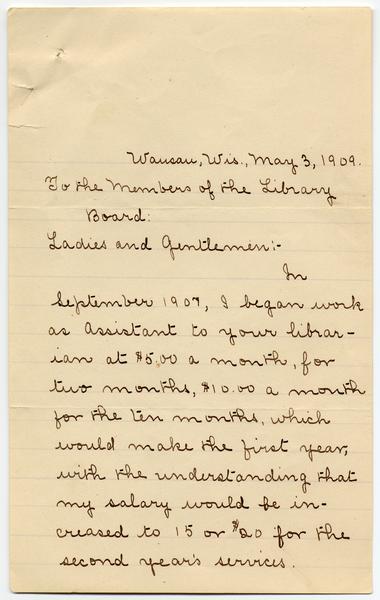 Wausau, Wis., May 3, 1909.
To the Members of the Library
Board:
Ladies and Gentlemen:-
In
September 1907, I began work
as Assistant to your librar-
ian at $5.00 a month, for
two months, $10.00 a month
for the ten months, which
would make the first year,
with the understanding that
my salary would be in-
creased to 15 or $20 for the
second year's services.